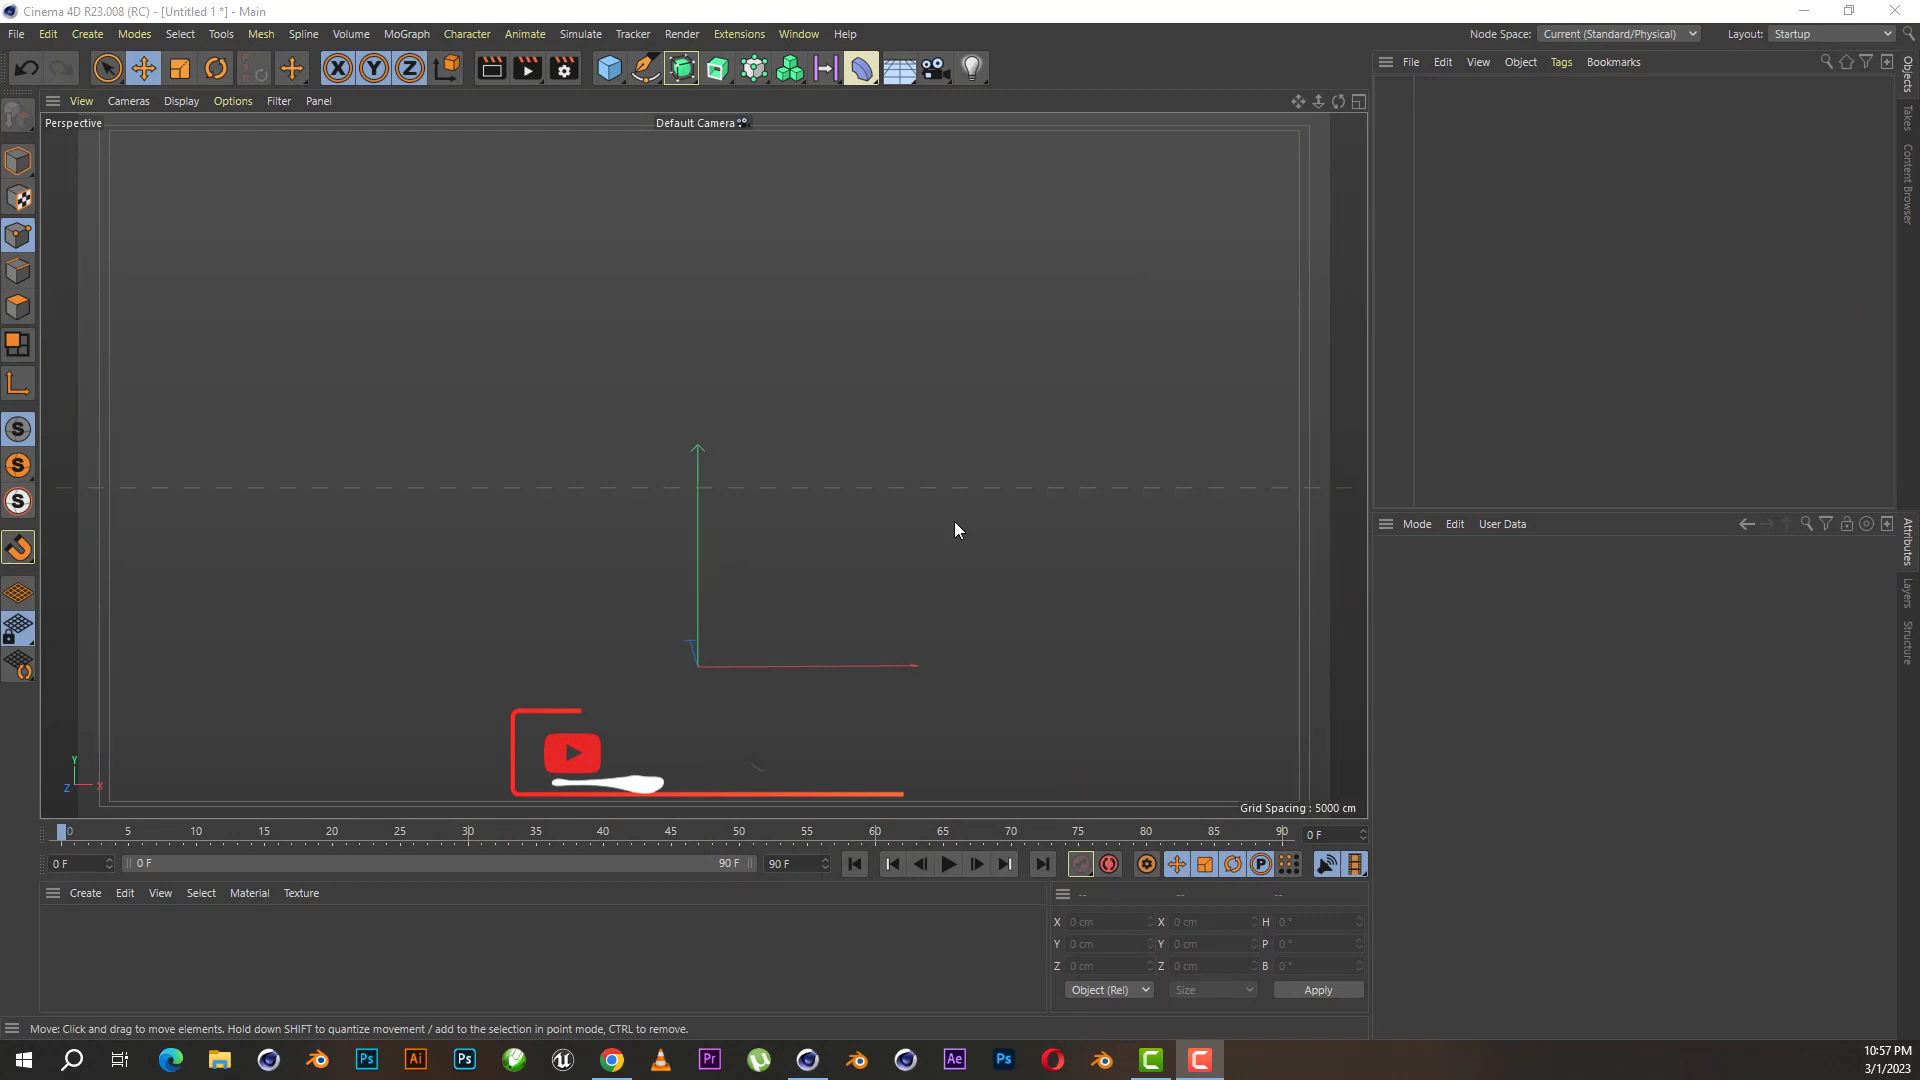 Cinema 4D R23.008 (RC) - [Untitled 1 *] - Main
File Edit Create Modes Select Tools Mesh Spline Volume MoGraph Character Animate Simulate Tracker Render Extensions Window Help
Node Space: Current (Standard/Physical) Layout: Startup
File Edit View Object Tags Bookmarks
Objects
Takes
Content Browser
View Cameras Display Options Filter Panel
Perspective
Default Camera
Y
Z X
Grid Spacing : 5000 cm
Mode Edit User Data
Attributes
Layers
Structure
0 5 10 15 20 25 30 35 40 45 50 55 60 65 70 75 80 85 90 0 F
0 F 0 F 90 F 90 F
Create Edit View Select Material Texture
-- -- --
X 0 cm X 0 cm H 0 °
Y 0 cm Y 0 cm P 0 °
Z 0 cm Z 0 cm B 0 °
Object (Rel) Size Apply
Move: Click and drag to move elements. Hold down SHIFT to quantize movement / add to the selection in point mode, CTRL to remove.
10:57 PM
3/1/2023